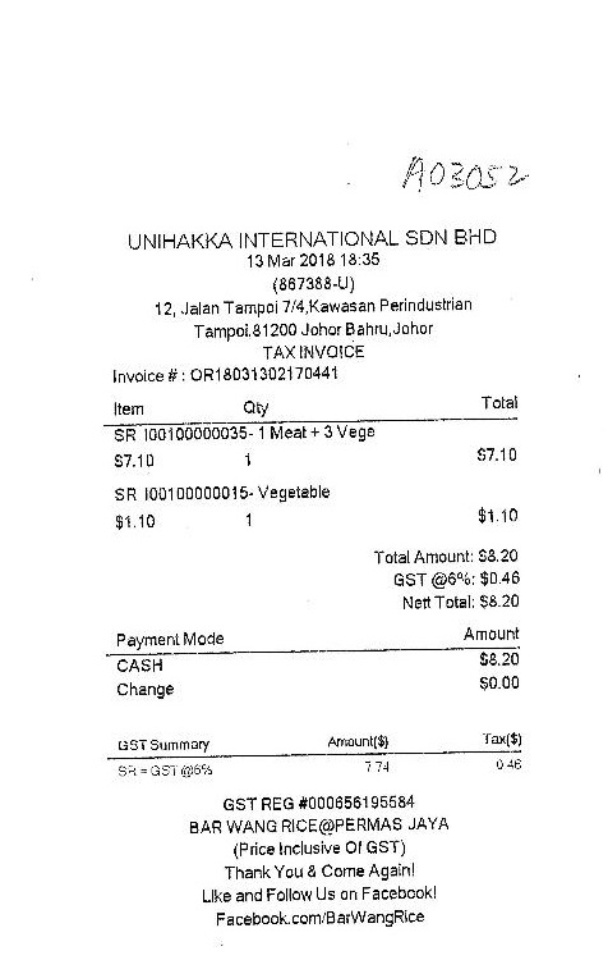 A03052
UNIHAKKA INTERNATIONAL SDN BHD
13 Mar 2018 18:35
(867388-U)
12, Jalan Tampoi 7/4,Kawasan Perindustrian
Tampoi,81200 Johor Bahru,Johor
TAX INVOICE
Invoice # : OR18031302170441
Item Qty Total
SR I00100000035- 1 Meat + 3 Vege
$7.10 1 $7.10
SR I00100000015- Vegetable
$1.10 1 $1.10
Total Amount: $8.20
GST @6%: $0.46
Nett Total: $8.20
Payment Mode Amount
CASH $8.20
Change $0.00
GST Summary Amount($) Tax($)
SR = GST @6% 7.74 0.46
GST REG #000656195584
BAR WANG RICE@PERMAS JAYA
(Price Inclusive Of GST)
Thank You & Come Again!
Like and Follow Us on Facebook!
Facebook.com/BarWangRice